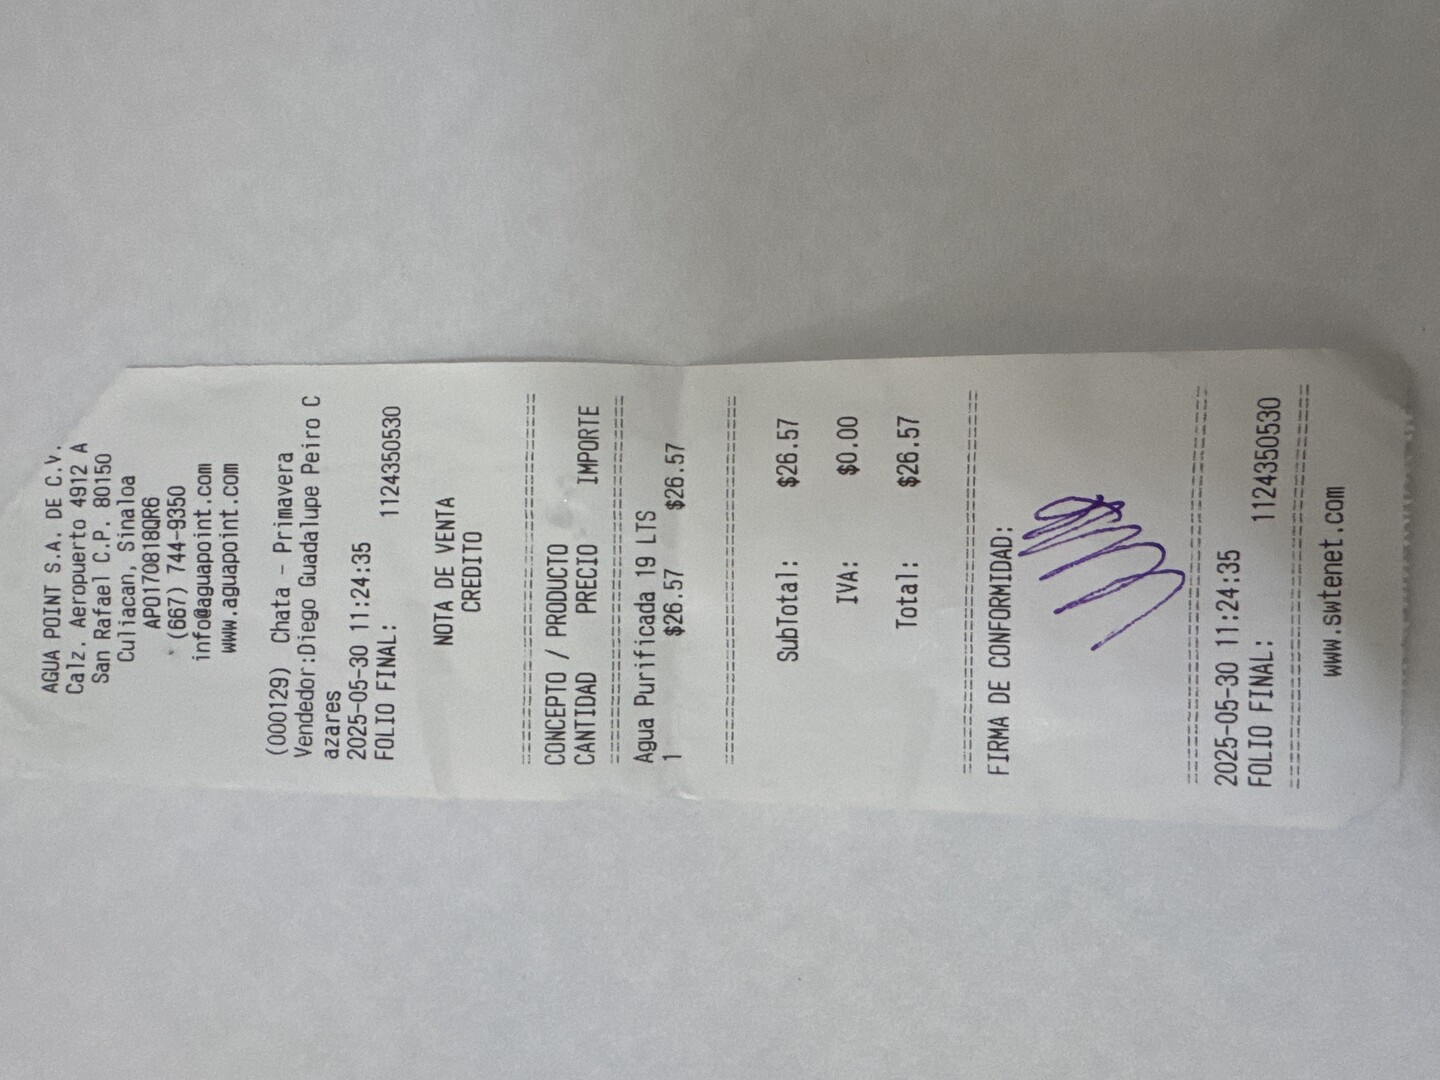 AGUA POINT S.A. DE C.V.
Calz. Aeropuerto 4912 A
San Rafael C.P. 80150
Culiacan, Sinaloa
APO170818QR6
(667) 744-9350
info@aguapoint.com
www.aguapoint.com
(000129) Chata - Primavera
Vendedor:Diego Guadalupe Peiro C
azares
2025-05-30 11:24:35
FOLIO FINAL: 1124350530
NOTA DE VENTA
CREDITO
================================
CONCEPTO / PRODUCTO
CANTIDAD PRECIO IMPORTE
================================
Agua Purificada 19 LTS
1 $26.57 $26.57
================================
SubTotal: $26.57
IVA: $0.00
Total: $26.57
================================
FIRMA DE CONFORMIDAD:
================================
2025-05-30 11:24:35
FOLIO FINAL: 1124350530
================================
www.swtenet.com